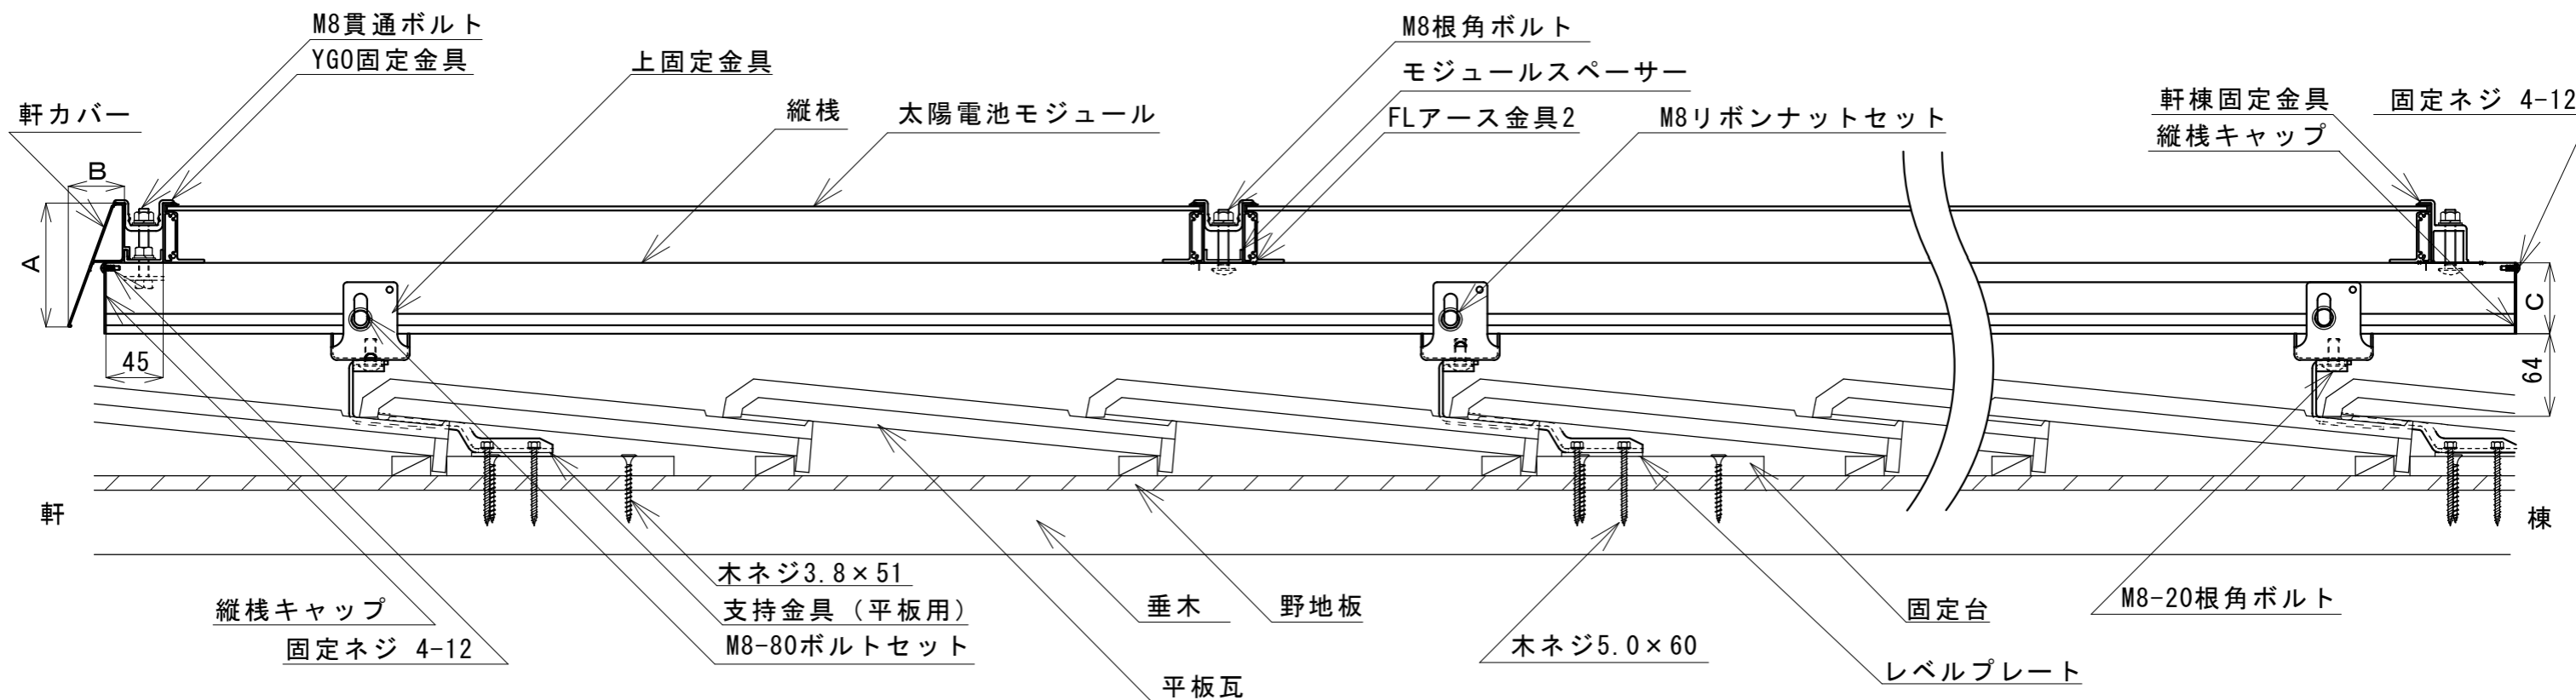 M8貫通ボルト
YGO固定金具
上固定金具
軒カバー
縦桟
太陽電池モジュール
M8根角ボルト
モジュールスペーサー
FLアース金具2
M8リボンナットセット
軒棟固定金具
縦桟キャップ
固定ネジ 4-12
B
A
C
45
64
軒
棟
木ネジ3.8×51
支持金具（平板用）
M8-80ボルトセット
縦桟キャップ
固定ネジ 4-12
垂木
野地板
平板瓦
木ネジ5.0×60
固定台
レベルプレート
M8-20根角ボルト